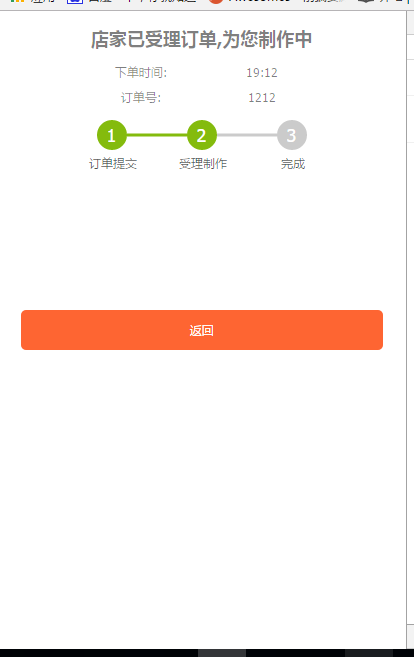 店家已受理订单,为您制作中
下单时间: 19:12
订单号: 1212
1 2 3
订单提交 受理制作 完成
返回